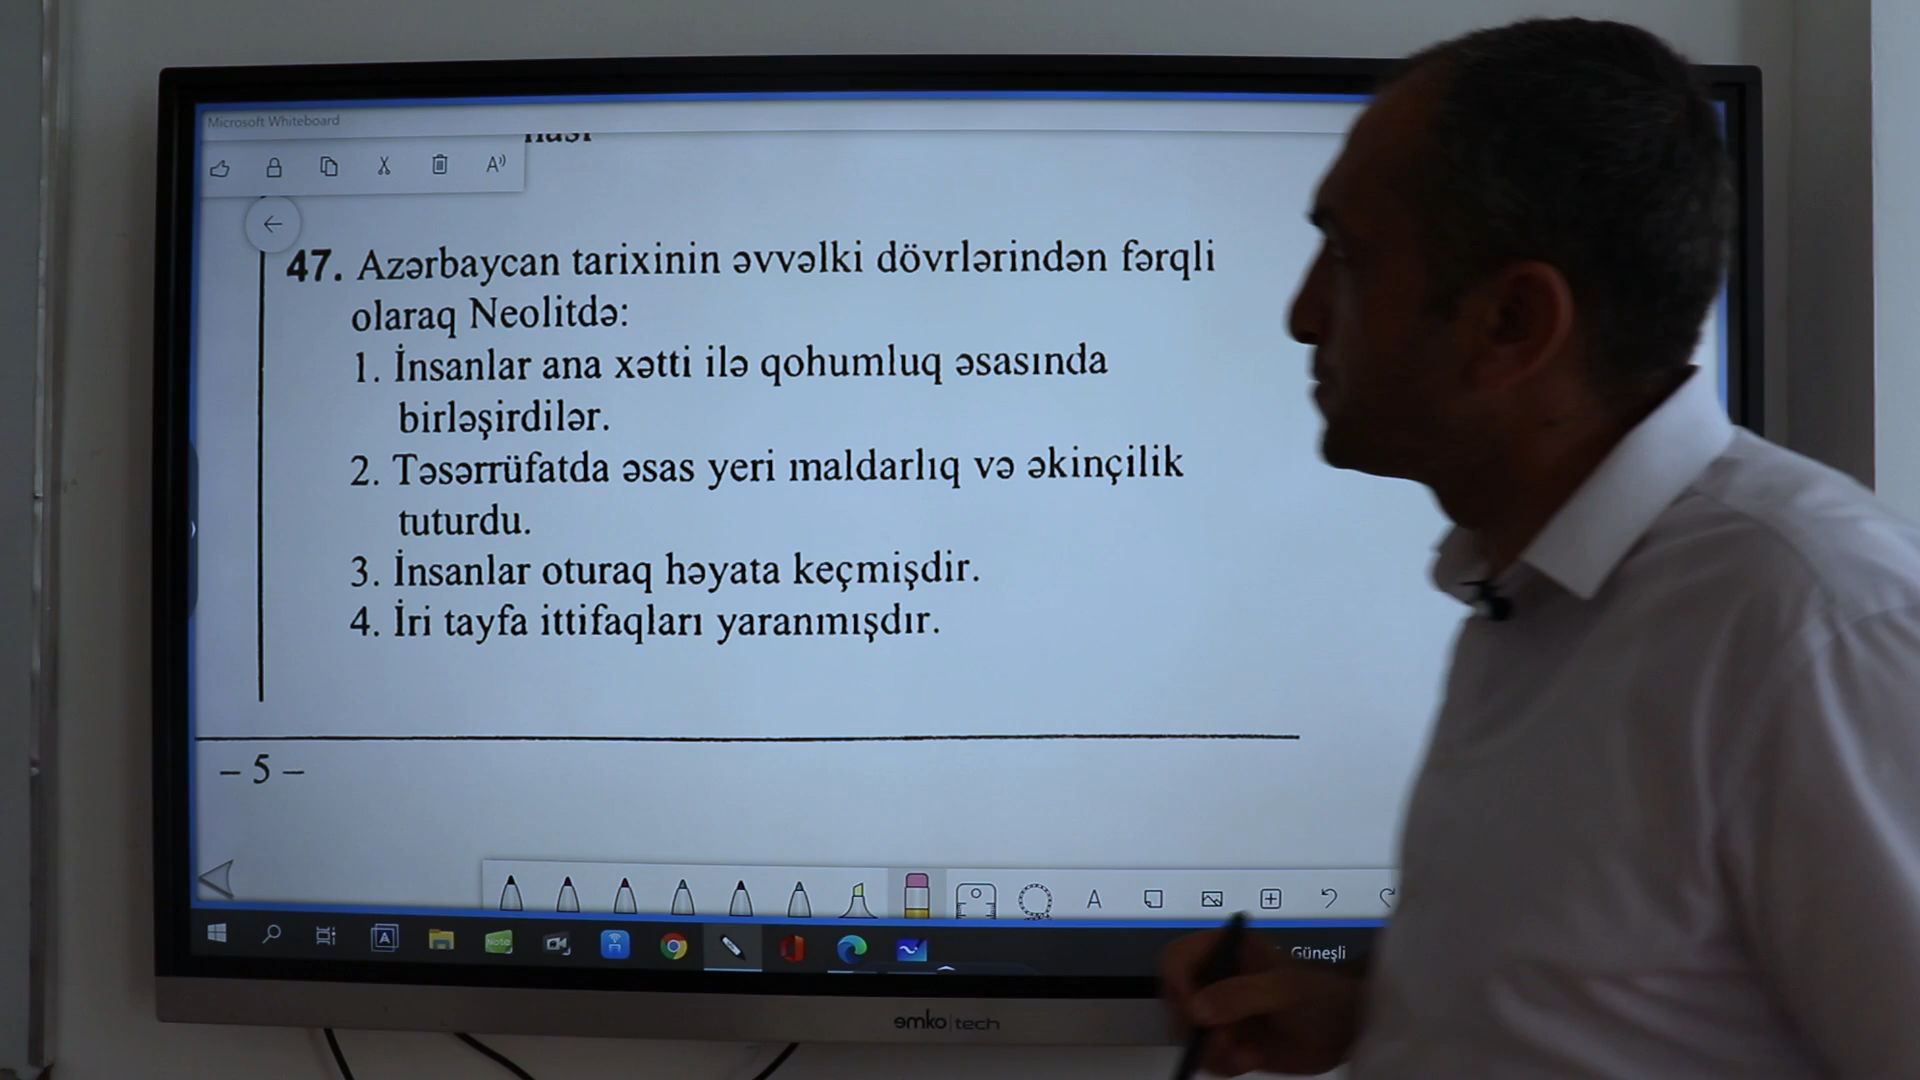 Microsoft Whiteboard
47. Azərbaycan tarixinin əvvəlki dövrlərindən fərqli
olaraq Neolitdə:
1. İnsanlar ana xətti ilə qohumluq əsasında
birləşirdilər.
2. Təsərrüfatda əsas yeri maldarlıq və əkinçilik
tuturdu.
3. İnsanlar oturaq həyata keçmişdir.
4. İri tayfa ittifaqları yaranmışdır.
– 5 –
Güneşli
emko | tech